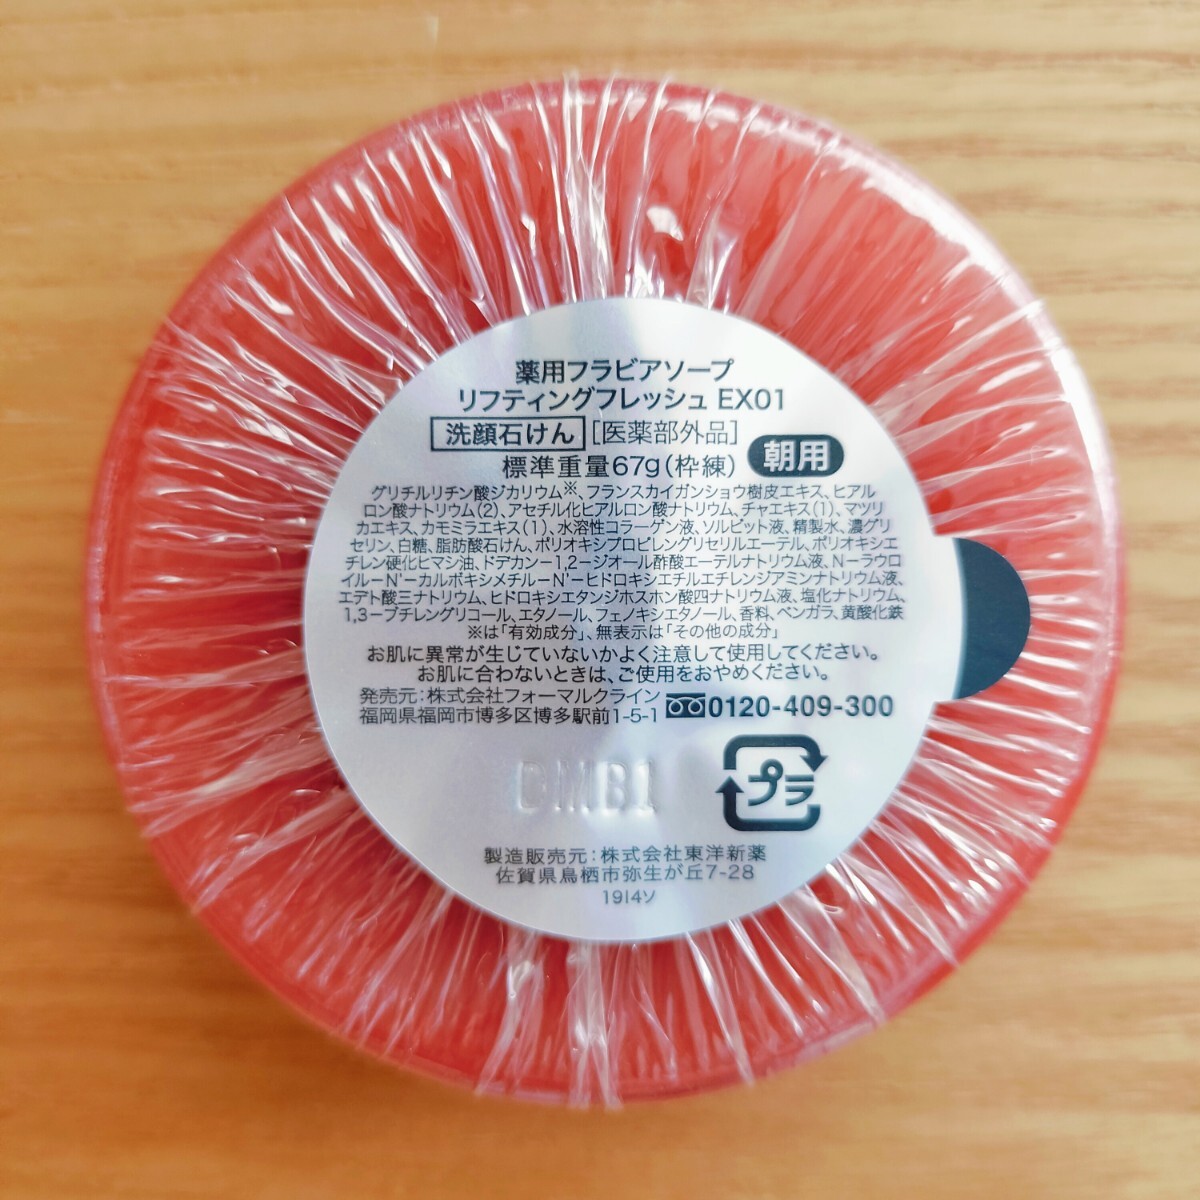 薬用フラビアソープ
リフティングフレッシュ EX01
洗顔石けん [医薬部外品]
標準重量67g(枠練) 朝用
グリチルリチン酸ジカリウム※、フランスカイガンショウ樹皮エキス、ヒアル
ロン酸ナトリウム(2)、アセチル化ヒアルロン酸ナトリウム、チャエキス(1)、マツリ
カエキス、カモミラエキス(1)、水溶性コラーゲン液、ソルビット液、精製水、濃グリ
セリン、白糖、脂肪酸石けん、ポリオキシプロピレングリセリルエーテル、ポリオキシエ
チレン硬化ヒマシ油、ドデカン−1,2−ジオール酢酸エーテルナトリウム液、N−ラウロ
イル−N'−カルボキシメチル−N'−ヒドロキシエチルエチレンジアミンナトリウム液、
エデト酸三ナトリウム、ヒドロキシエタンジホスホン酸四ナトリウム液、塩化ナトリウム、
1,3−ブチレングリコール、エタノール、フェノキシエタノール、香料、ベンガラ、黄酸化鉄
※は「有効成分」、無表示は「その他の成分」
お肌に異常が生じていないかよく注意して使用してください。
お肌に合わないときは、ご使用をおやめください。
発売元：株式会社フォーマルクライン
福岡県福岡市博多区博多駅前1-5-1
0120-409-300
DMB1
プラ
製造販売元：株式会社東洋新薬
佐賀県鳥栖市弥生が丘7-28
19I4ソ